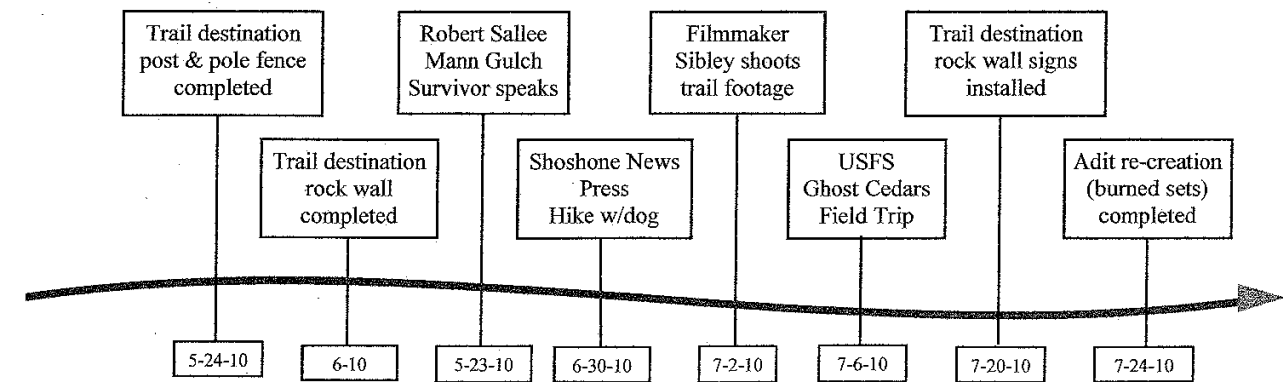 Trail destination
post & pole fence
completed
Robert Sallee
Mann Gulch
Survivor speaks
Filmmaker
Sibley shoots
trail footage
Trail destination
rock wall signs
installed
Trail destination
rock wall
completed
Shoshone News
Press
Hike w/dog
USFS
Ghost Cedars
Field Trip
Adit re-creation
(burned sets)
completed
5-24-10
6-10
5-23-10
6-30-10
7-2-10
7-6-10
7-20-10
7-24-10